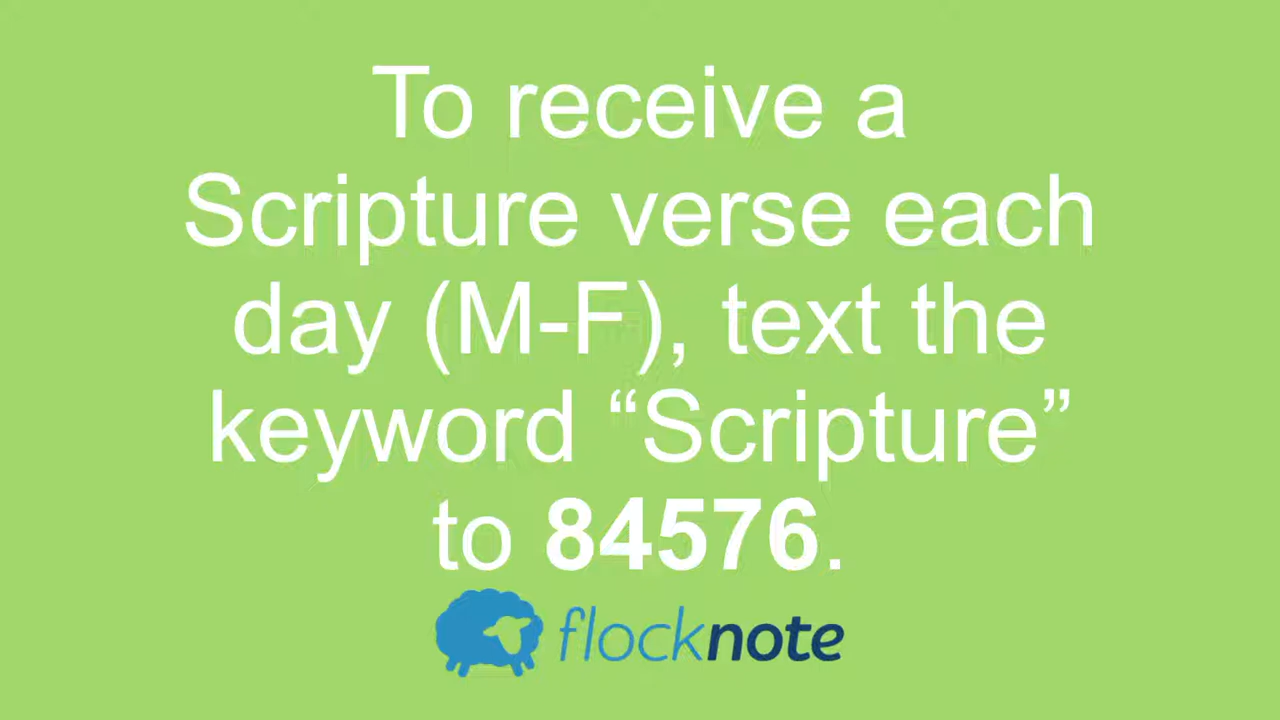 To receive a
Scripture verse each
day (M-F), text the
keyword “Scripture”
to 84576.
flocknote